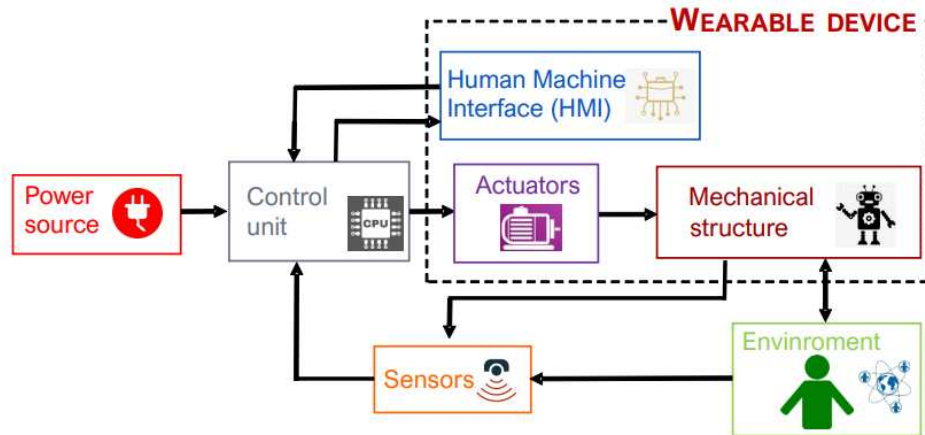 WEARABLE DEVICE
Human Machine
Interface (HMI)
Power
source
Control
unit
CPU
Actuators
Mechanical
structure
Sensors
Envinroment